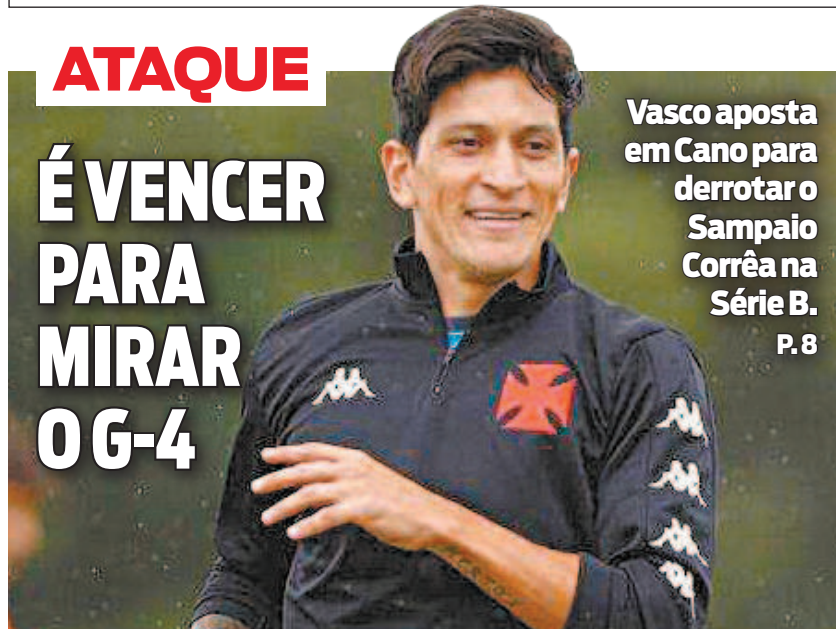 ATAQUE
É VENCER
PARA
MIRAR
O G-4
Vasco aposta
em Cano para
derrotar o
Sampaio
Corrêa na
Série B.
P. 8